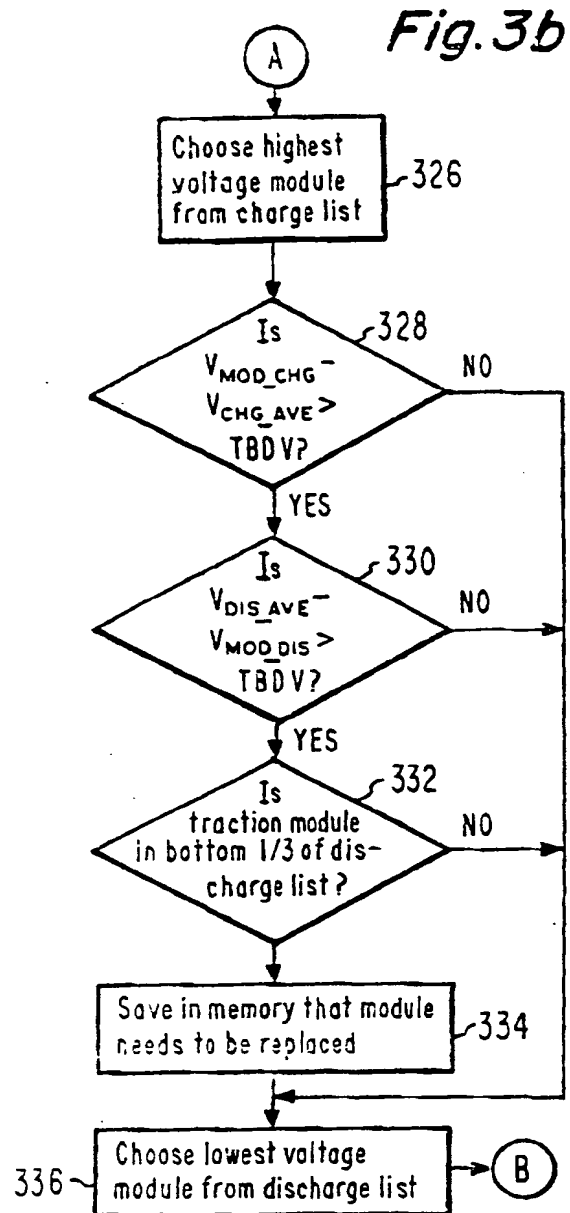 Fig. 3b
A
Choose highest
voltage module
from charge list
326
Is
V_MOD_CHG -
V_CHG_AVE >
TBD V?
328
NO
YES
Is
V_DIS_AVE -
V_MOD_DIS >
TBD V?
330
NO
YES
Is
traction module
in bottom 1/3 of dis-
charge list ?
332
NO
Save in memory that module
needs to be replaced
334
Choose lowest voltage
module from discharge list
336
B